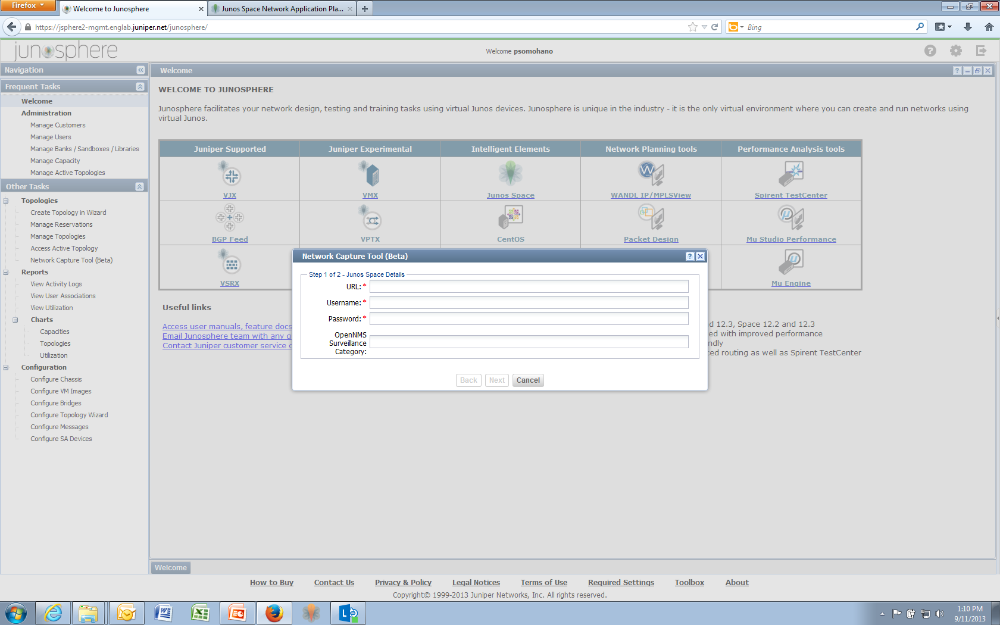 Firefox
Welcome to Junosphere
Junos Space Network Application Pla...
https://jsphere2-mgmt.englab.juniper.net/junosphere/
Bing
junosphere
Welcome psomohano
Navigation
Frequent Tasks
Welcome
Administration
Manage Customers
Manage Users
Manage Banks / Sandboxes / Libraries
Manage Capacity
Manage Active Topologies
Other Tasks
Topologies
Create Topology in Wizard
Manage Reservations
Manage Topologies
Access Active Topology
Network Capture Tool (Beta)
Reports
View Activity Logs
View User Associations
View Utilization
Charts
Capacities
Topologies
Utilization
Configuration
Configure Chassis
Configure VM Images
Configure Bridges
Configure Topology Wizard
Configure Messages
Configure SA Devices
Welcome
WELCOME TO JUNOSPHERE
Junosphere facilitates your network design, testing and training tasks using virtual Junos devices. Junosphere is unique in the industry - it is the only virtual environment where you can create and run networks using
virtual Junos.
Juniper Supported Juniper Experimental Intelligent Elements Network Planning tools Performance Analysis tools
VJX VMX Junos Space WANDL IP/MPLSView Spirent TestCenter
BGP Feed VPTX CentOS Packet Design Mu Studio Performance
VSRX Mu Engine
Useful links
Access user manuals, feature docs
Email Junosphere team with any q
Contact Juniper customer service
d 12.3, Space 12.2 and 12.3
ed with improved performance
ndly
ced routing as well as Spirent TestCenter
Network Capture Tool (Beta)
Step 1 of 2 - Junos Space Details
URL: *
Username: *
Password: *
OpenNMS
Surveillance
Category:
Back Next Cancel
Welcome
How to Buy Contact Us Privacy & Policy Legal Notices Terms of Use Required Settings Toolbox About
Copyright© 1999-2013 Juniper Networks, Inc. All rights reserved.
1:10 PM
9/11/2013